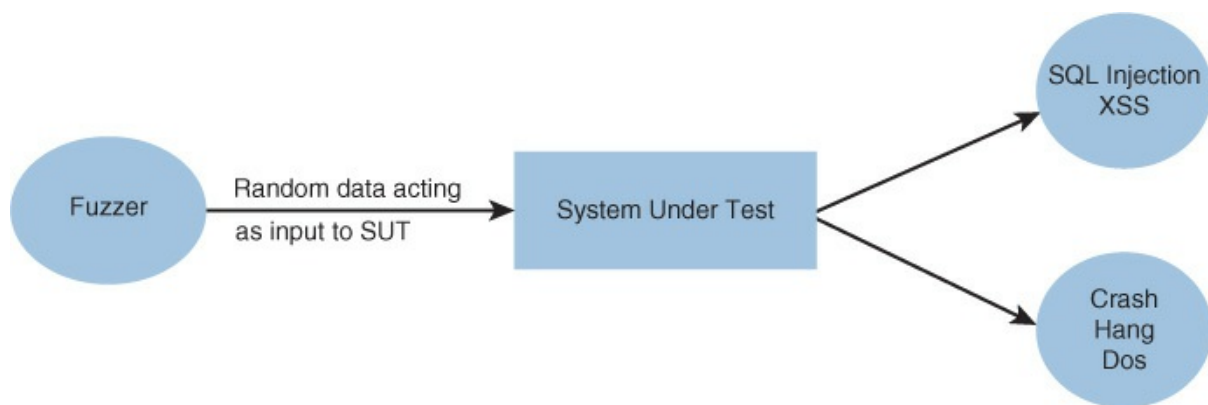 Fuzzer
Random data acting
as input to SUT
System Under Test
SQL Injection
XSS
Crash
Hang
Dos